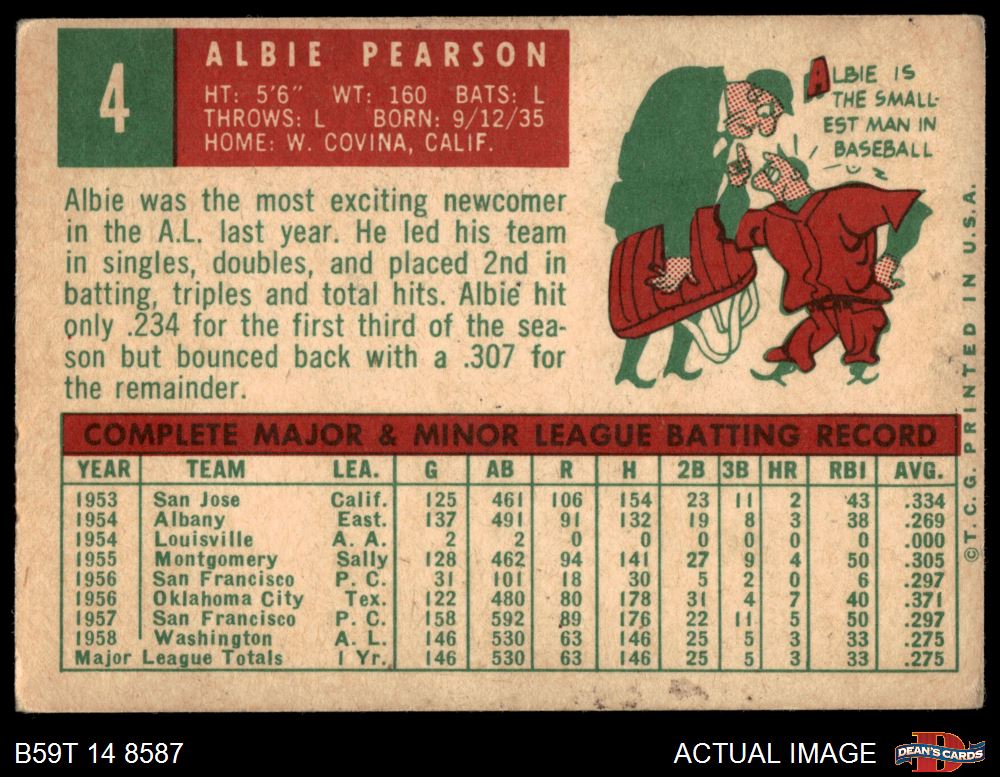 4
ALBIE PEARSON
HT: 5'6" WT: 160 BATS: L
THROWS: L BORN: 9/12/35
HOME: W. COVINA, CALIF.
ALBIE IS
THE SMALL-
EST MAN IN
BASEBALL
Albie was the most exciting newcomer
in the A.L. last year. He led his team
in singles, doubles, and placed 2nd in
batting, triples and total hits. Albie hit
only .234 for the first third of the sea-
son but bounced back with a .307 for
the remainder.
COMPLETE MAJOR & MINOR LEAGUE BATTING RECORD
YEAR TEAM LEA. G AB R H 2B 3B HR RBI AVG.
1953 San Jose Calif. 125 461 106 154 23 11 2 43 .334
1954 Albany East. 137 491 91 132 19 8 3 38 .269
1954 Louisville A. A. 2 2 0 0 0 0 0 0 .000
1955 Montgomery Sally 128 462 94 141 27 9 4 50 .305
1956 San Francisco P. C. 31 101 18 30 5 2 0 6 .297
1956 Oklahoma City Tex. 122 480 80 178 31 4 7 40 .371
1957 San Francisco P. C. 158 592 89 176 22 11 5 50 .297
1958 Washington A. L. 146 530 63 146 25 5 3 33 .275
Major League Totals 1 Yr. 146 530 63 146 25 5 3 33 .275
©T. C. G. PRINTED IN U.S.A.
B59T 14 8587
ACTUAL IMAGE
DEAN'S CARDS